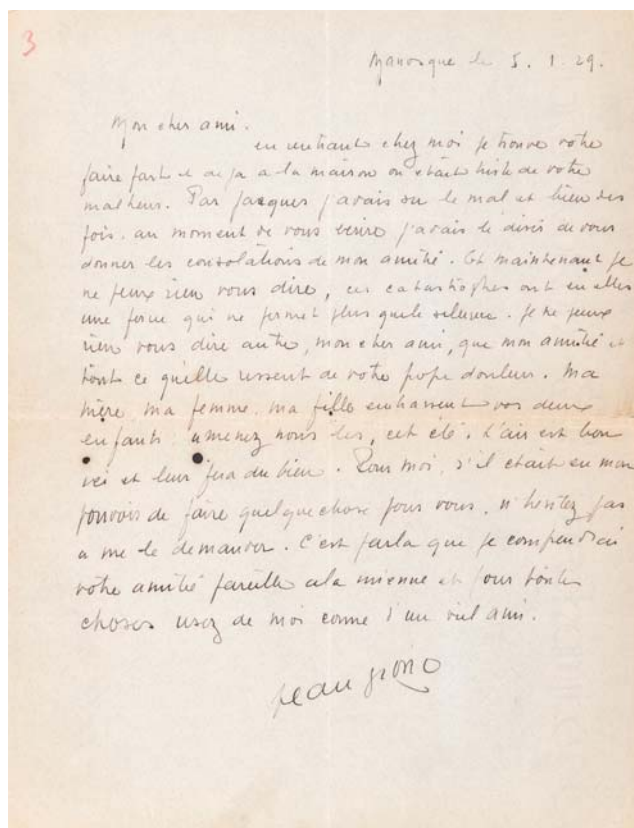 3
Manosque le 5. 1. 29.
Mon cher ami.
en rentrant chez moi je trouve votre
faire part et deja a la maison on etait triste de votre
malheur. Par Jacques j'avais su le mal et bien des
fois. au moment de vous ecrire j'avais le désir de vous
donner les consolations de mon amitié. Et maintenant je
ne peux rien vous dire, ces catastrophes ont en elles
une force qui ne permet plus que le silence. Je ne peux
rien vous dire autre, mon cher ami, que mon amitié et
tout ce qu'elle ressent de votre propre douleur. Ma
mère, ma femme, ma fille embrassent vos deux
enfants. amenez nous les, cet été. L'air est bon
ici et leur fera du bien. Pour moi, s'il etait en mon
pouvoir de faire quelque chose pour vous, n'hesitez pas
a me le demander. C'est par la que je comprendrai
votre amitié pareille a la mienne et pour toutes
choses usez de moi comme d'un vieil ami.
Jean Giono